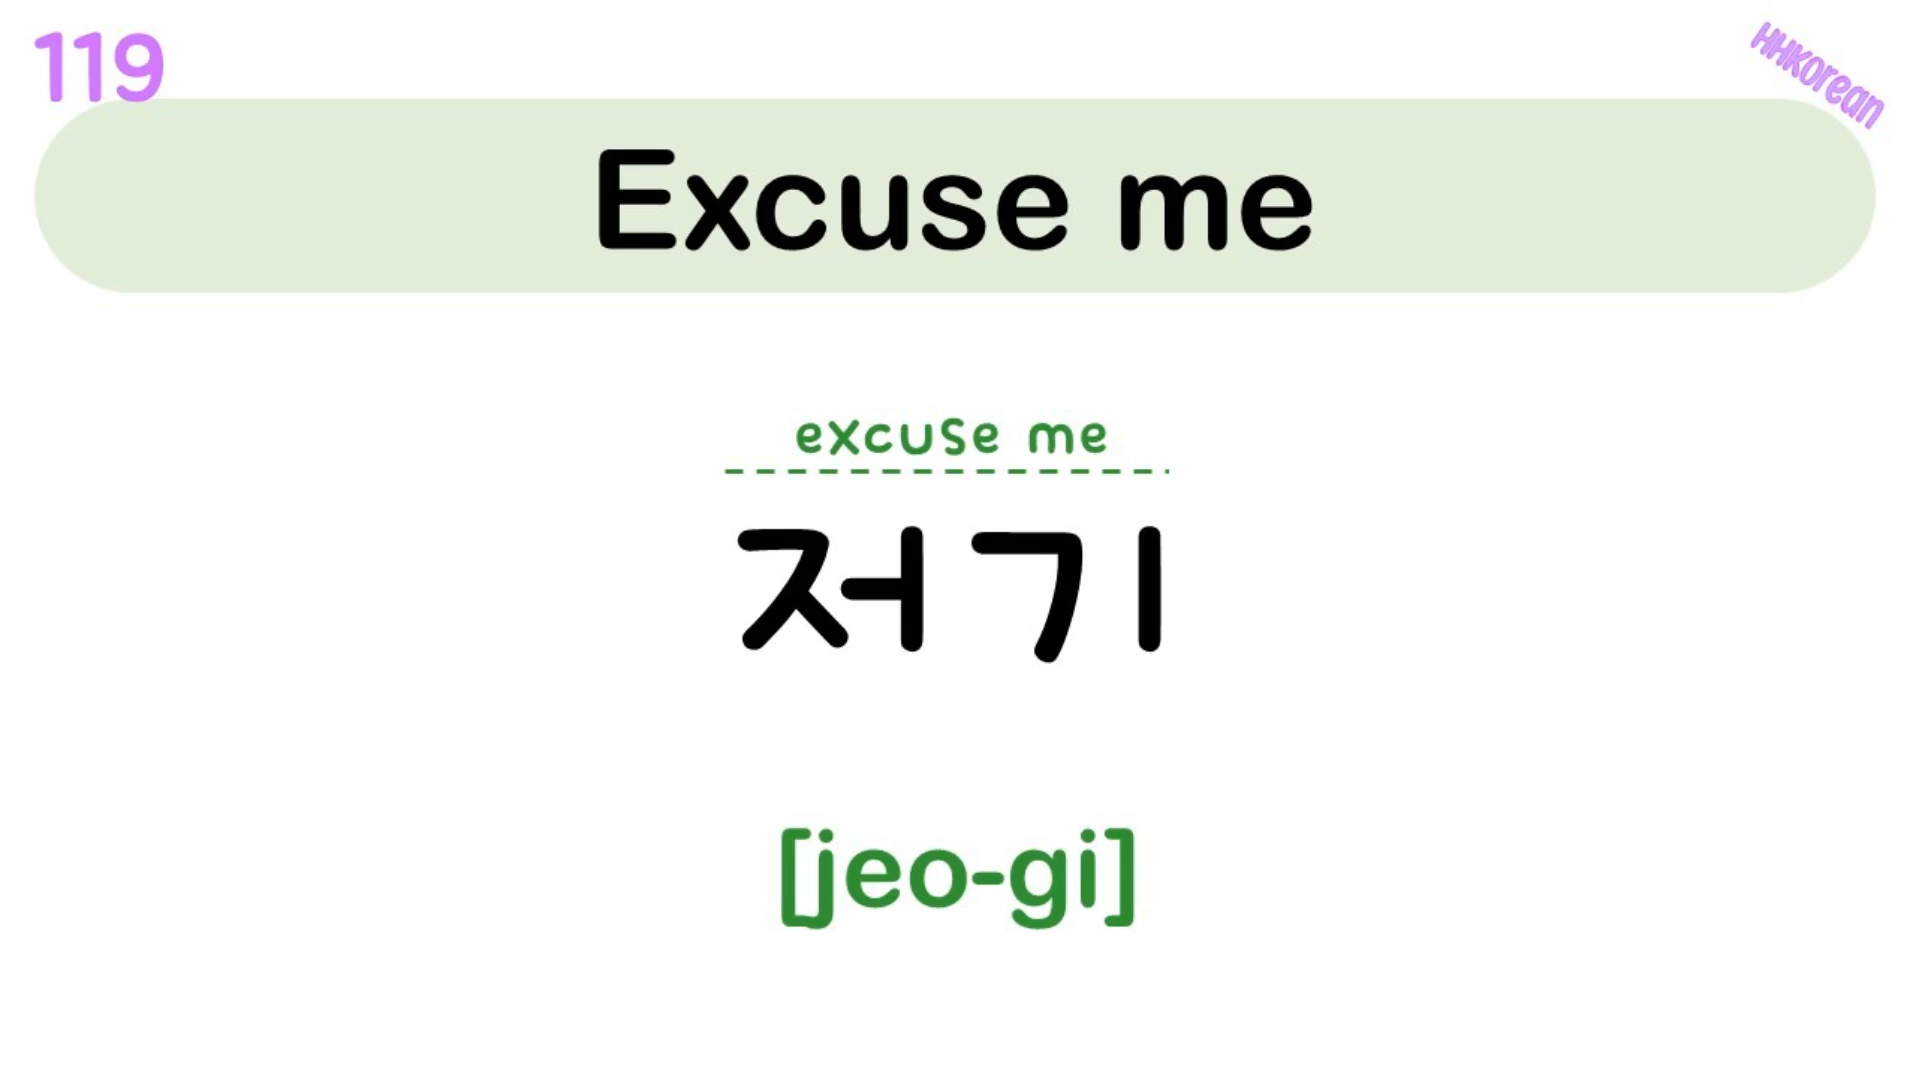 119
HHKorean
Excuse me
excuse me
저기
[jeo-gi]